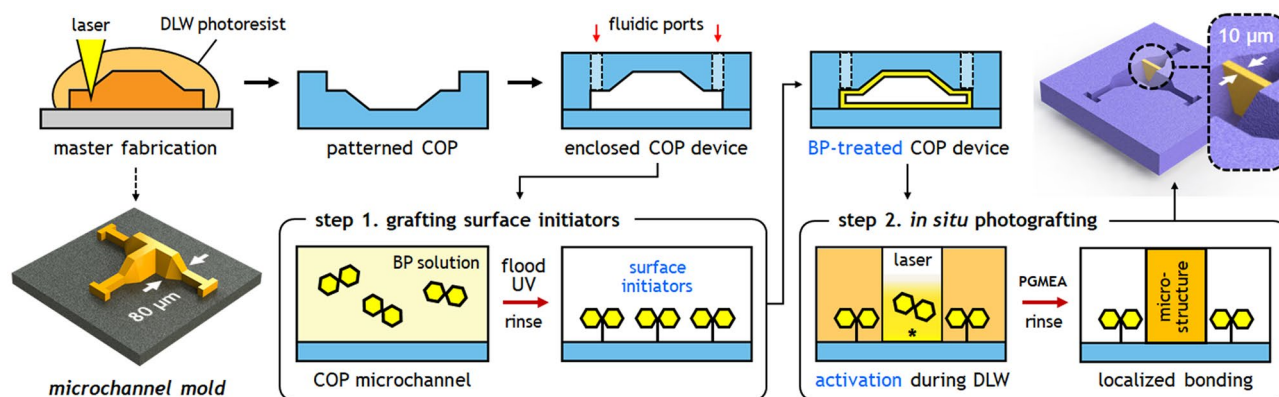 laser
DLW photoresist
master fabrication
patterned COP
fluidic ports
enclosed COP device
BP-treated COP device
10 µm
80 µm
microchannel mold
step 1. grafting surface initiators
BP solution
COP microchannel
flood
UV
rinse
surface
initiators
step 2. in situ photografting
laser
*
activation during DLW
PGMEA
rinse
micro-
structure
localized bonding